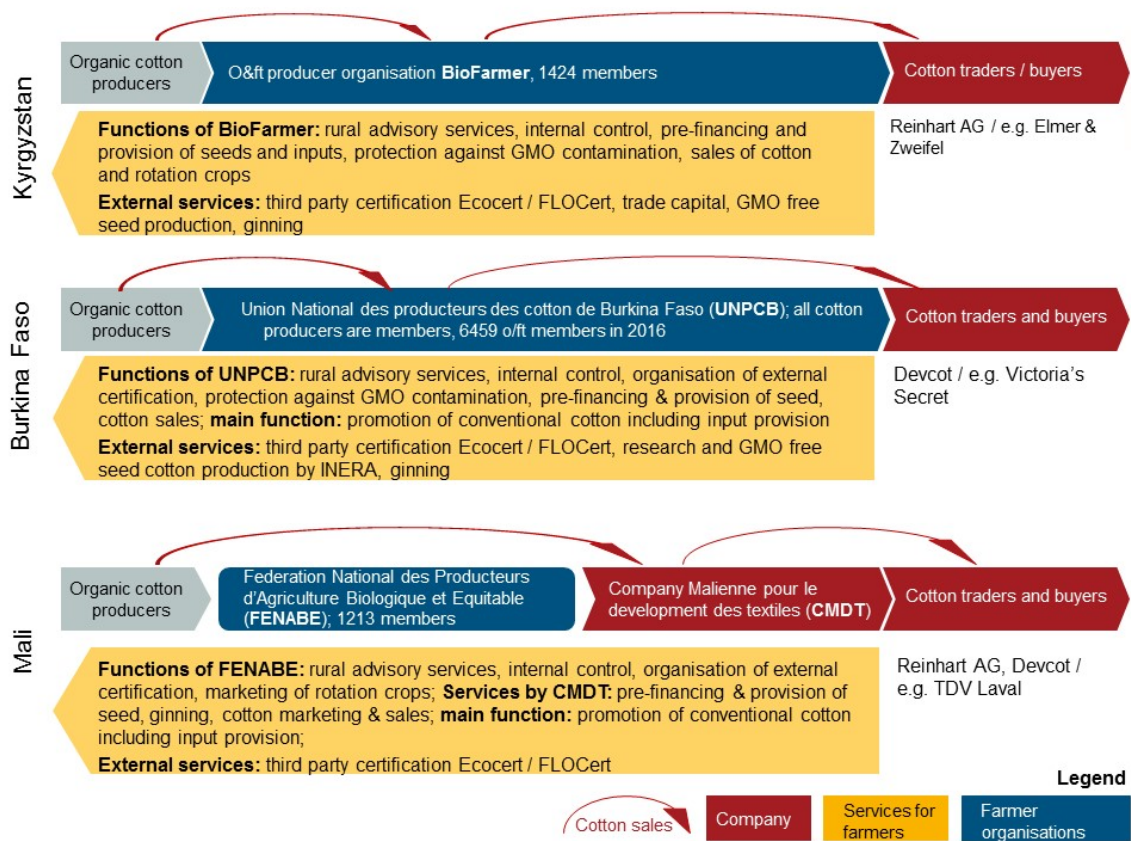 Kyrgyzstan
Organic cotton
producers
O&ft producer organisation BioFarmer, 1424 members
Cotton traders / buyers
Functions of BioFarmer: rural advisory services, internal control, pre-financing and
provision of seeds and inputs, protection against GMO contamination, sales of cotton
and rotation crops
External services: third party certification Ecocert / FLOCert, trade capital, GMO free
seed production, ginning
Reinhart AG / e.g. Elmer &
Zweifel
Burkina Faso
Organic cotton
producers
Union National des producteurs des cotton de Burkina Faso (UNPCB); all cotton
producers are members, 6459 o/ft members in 2016
Cotton traders and buyers
Functions of UNPCB: rural advisory services, internal control, organisation of external
certification, protection against GMO contamination, pre-financing & provision of seed,
cotton sales; main function: promotion of conventional cotton including input provision
External services: third party certification Ecocert / FLOCert, research and GMO free
seed cotton production by INERA, ginning
Devcot / e.g. Victoria's
Secret
Mali
Organic cotton
producers
Federation National des Producteurs
d'Agriculture Biologique et Equitable
(FENABE); 1213 members
Company Malienne pour le
development des textiles (CMDT)
Cotton traders and buyers
Functions of FENABE: rural advisory services, internal control, organisation of external
certification, marketing of rotation crops; Services by CMDT: pre-financing & provision of
seed, ginning, cotton marketing & sales; main function: promotion of conventional cotton
including input provision;
External services: third party certification Ecocert / FLOCert
Reinhart AG, Devcot /
e.g. TDV Laval
Legend
Cotton sales
Company
Services for
farmers
Farmer
organisations